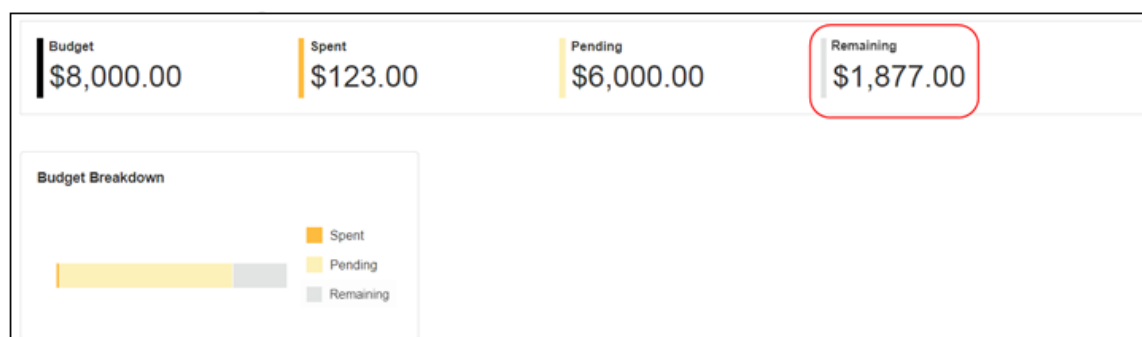 Budget
$8,000.00
Spent
$123.00
Pending
$6,000.00
Remaining
$1,877.00
Budget Breakdown
Spent
Pending
Remaining